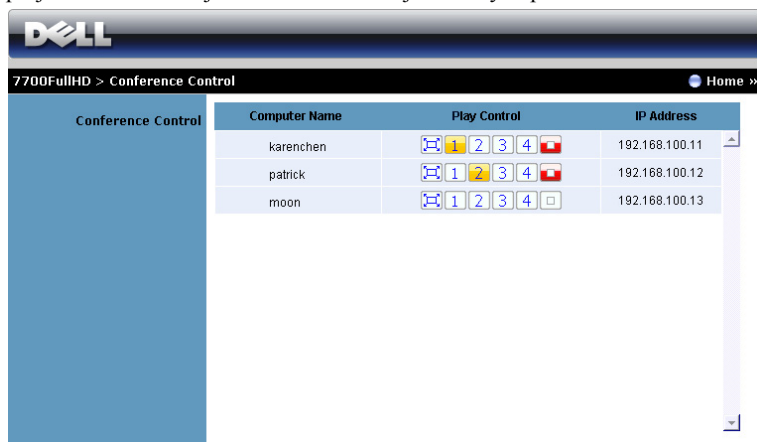 DELL
7700FullHD > Conference Control
Home »
Conference Control
Computer Name Play Control IP Address
karenchen 1 2 3 4 192.168.100.11
patrick 1 2 3 4 192.168.100.12
moon 1 2 3 4 192.168.100.13